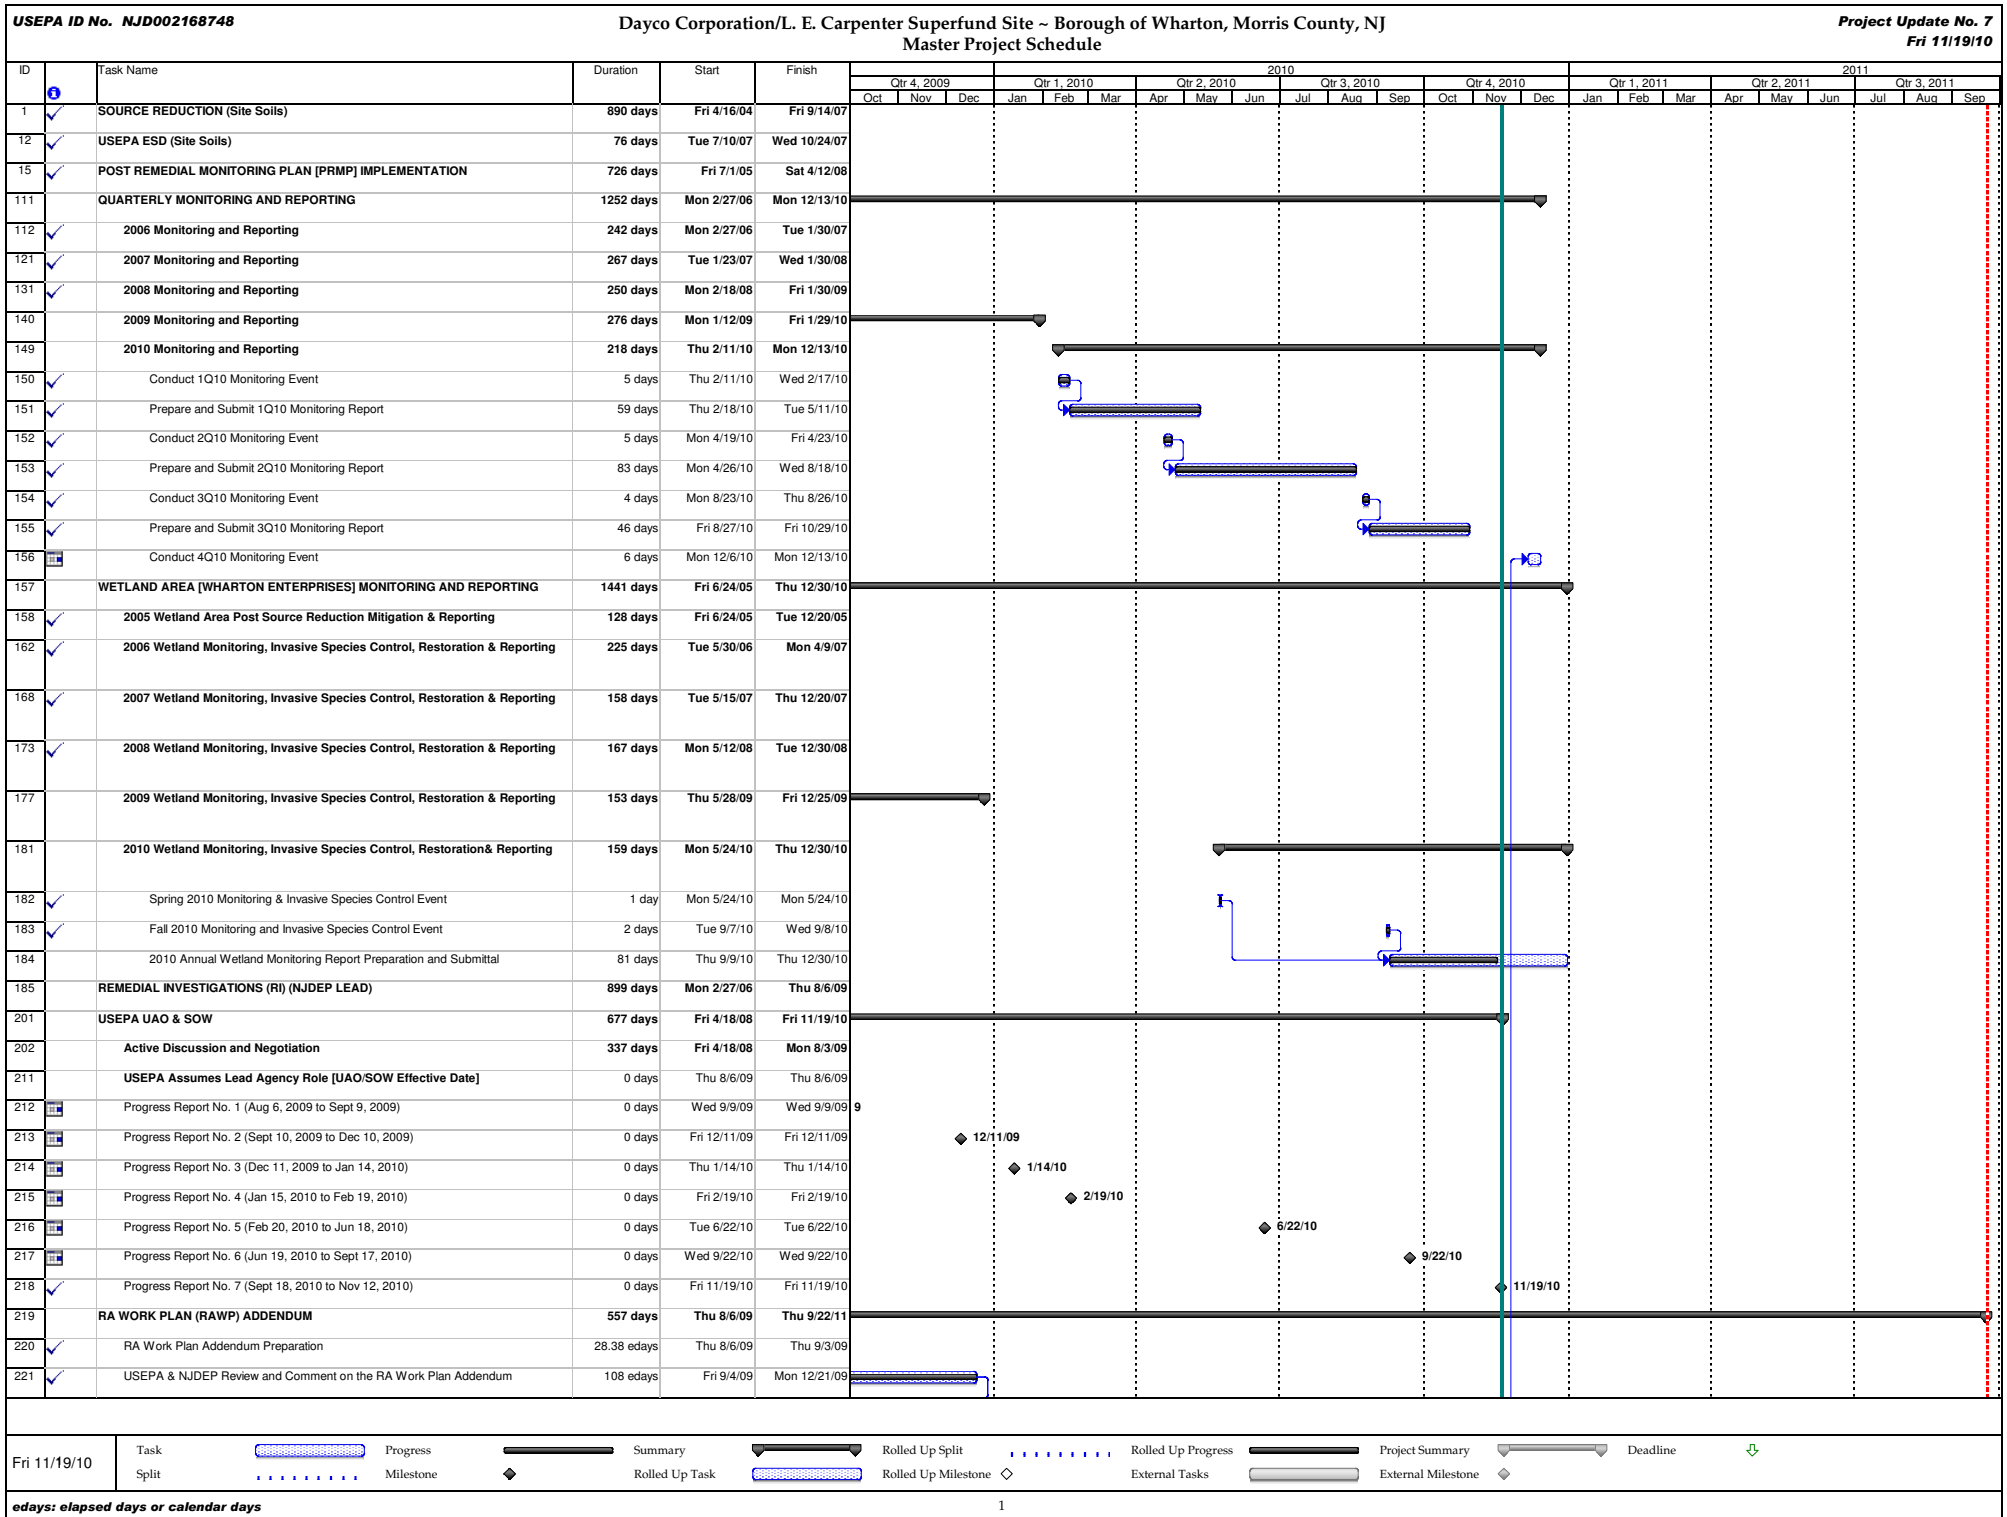 USEPA ID No. NJD002168748
Dayco Corporation/L. E. Carpenter Superfund Site ~ Borough of Wharton, Morris County, NJ
Master Project Schedule
Project Update No. 7
Fri 11/19/10
ID Task Name Duration Start Finish
2010 2011
Qtr 4, 2009 Qtr 1, 2010 Qtr 2, 2010 Qtr 3, 2010 Qtr 4, 2010 Qtr 1, 2011 Qtr 2, 2011 Qtr 3, 2011
Oct Nov Dec Jan Feb Mar Apr May Jun Jul Aug Sep Oct Nov Dec Jan Feb Mar Apr May Jun Jul Aug Sep
1 SOURCE REDUCTION (Site Soils) 890 days Fri 4/16/04 Fri 9/14/07
12 USEPA ESD (Site Soils) 76 days Tue 7/10/07 Wed 10/24/07
15 POST REMEDIAL MONITORING PLAN [PRMP] IMPLEMENTATION 726 days Fri 7/1/05 Sat 4/12/08
111 QUARTERLY MONITORING AND REPORTING 1252 days Mon 2/27/06 Mon 12/13/10
112 2006 Monitoring and Reporting 242 days Mon 2/27/06 Tue 1/30/07
121 2007 Monitoring and Reporting 267 days Tue 1/23/07 Wed 1/30/08
131 2008 Monitoring and Reporting 250 days Mon 2/18/08 Fri 1/30/09
140 2009 Monitoring and Reporting 276 days Mon 1/12/09 Fri 1/29/10
149 2010 Monitoring and Reporting 218 days Thu 2/11/10 Mon 12/13/10
150 Conduct 1Q10 Monitoring Event 5 days Thu 2/11/10 Wed 2/17/10
151 Prepare and Submit 1Q10 Monitoring Report 59 days Thu 2/18/10 Tue 5/11/10
152 Conduct 2Q10 Monitoring Event 5 days Mon 4/19/10 Fri 4/23/10
153 Prepare and Submit 2Q10 Monitoring Report 83 days Mon 4/26/10 Wed 8/18/10
154 Conduct 3Q10 Monitoring Event 4 days Mon 8/23/10 Thu 8/26/10
155 Prepare and Submit 3Q10 Monitoring Report 46 days Fri 8/27/10 Fri 10/29/10
156 Conduct 4Q10 Monitoring Event 6 days Mon 12/6/10 Mon 12/13/10
157 WETLAND AREA [WHARTON ENTERPRISES] MONITORING AND REPORTING 1441 days Fri 6/24/05 Thu 12/30/10
158 2005 Wetland Area Post Source Reduction Mitigation & Reporting 128 days Fri 6/24/05 Tue 12/20/05
162 2006 Wetland Monitoring, Invasive Species Control, Restoration & Reporting 225 days Tue 5/30/06 Mon 4/9/07
168 2007 Wetland Monitoring, Invasive Species Control, Restoration & Reporting 158 days Tue 5/15/07 Thu 12/20/07
173 2008 Wetland Monitoring, Invasive Species Control, Restoration & Reporting 167 days Mon 5/12/08 Tue 12/30/08
177 2009 Wetland Monitoring, Invasive Species Control, Restoration & Reporting 153 days Thu 5/28/09 Fri 12/25/09
181 2010 Wetland Monitoring, Invasive Species Control, Restoration& Reporting 159 days Mon 5/24/10 Thu 12/30/10
182 Spring 2010 Monitoring & Invasive Species Control Event 1 day Mon 5/24/10 Mon 5/24/10
183 Fall 2010 Monitoring and Invasive Species Control Event 2 days Tue 9/7/10 Wed 9/8/10
184 2010 Annual Wetland Monitoring Report Preparation and Submittal 81 days Thu 9/9/10 Thu 12/30/10
185 REMEDIAL INVESTIGATIONS (RI) (NJDEP LEAD) 899 days Mon 2/27/06 Thu 8/6/09
201 USEPA UAO & SOW 677 days Fri 4/18/08 Fri 11/19/10
202 Active Discussion and Negotiation 337 days Fri 4/18/08 Mon 8/3/09
211 USEPA Assumes Lead Agency Role [UAO/SOW Effective Date] 0 days Thu 8/6/09 Thu 8/6/09
212 Progress Report No. 1 (Aug 6, 2009 to Sept 9, 2009) 0 days Wed 9/9/09 Wed 9/9/09 9
213 Progress Report No. 2 (Sept 10, 2009 to Dec 10, 2009) 0 days Fri 12/11/09 Fri 12/11/09 12/11/09
214 Progress Report No. 3 (Dec 11, 2009 to Jan 14, 2010) 0 days Thu 1/14/10 Thu 1/14/10 1/14/10
215 Progress Report No. 4 (Jan 15, 2010 to Feb 19, 2010) 0 days Fri 2/19/10 Fri 2/19/10 2/19/10
216 Progress Report No. 5 (Feb 20, 2010 to Jun 18, 2010) 0 days Tue 6/22/10 Tue 6/22/10 6/22/10
217 Progress Report No. 6 (Jun 19, 2010 to Sept 17, 2010) 0 days Wed 9/22/10 Wed 9/22/10 9/22/10
218 Progress Report No. 7 (Sept 18, 2010 to Nov 12, 2010) 0 days Fri 11/19/10 Fri 11/19/10 11/19/10
219 RA WORK PLAN (RAWP) ADDENDUM 557 days Thu 8/6/09 Thu 9/22/11
220 RA Work Plan Addendum Preparation 28.38 edays Thu 8/6/09 Thu 9/3/09
221 USEPA & NJDEP Review and Comment on the RA Work Plan Addendum 108 edays Fri 9/4/09 Mon 12/21/09
Fri 11/19/10
Task Progress Summary Rolled Up Split Rolled Up Progress Project Summary Deadline
Split Milestone Rolled Up Task Rolled Up Milestone External Tasks External Milestone
edays: elapsed days or calendar days
1